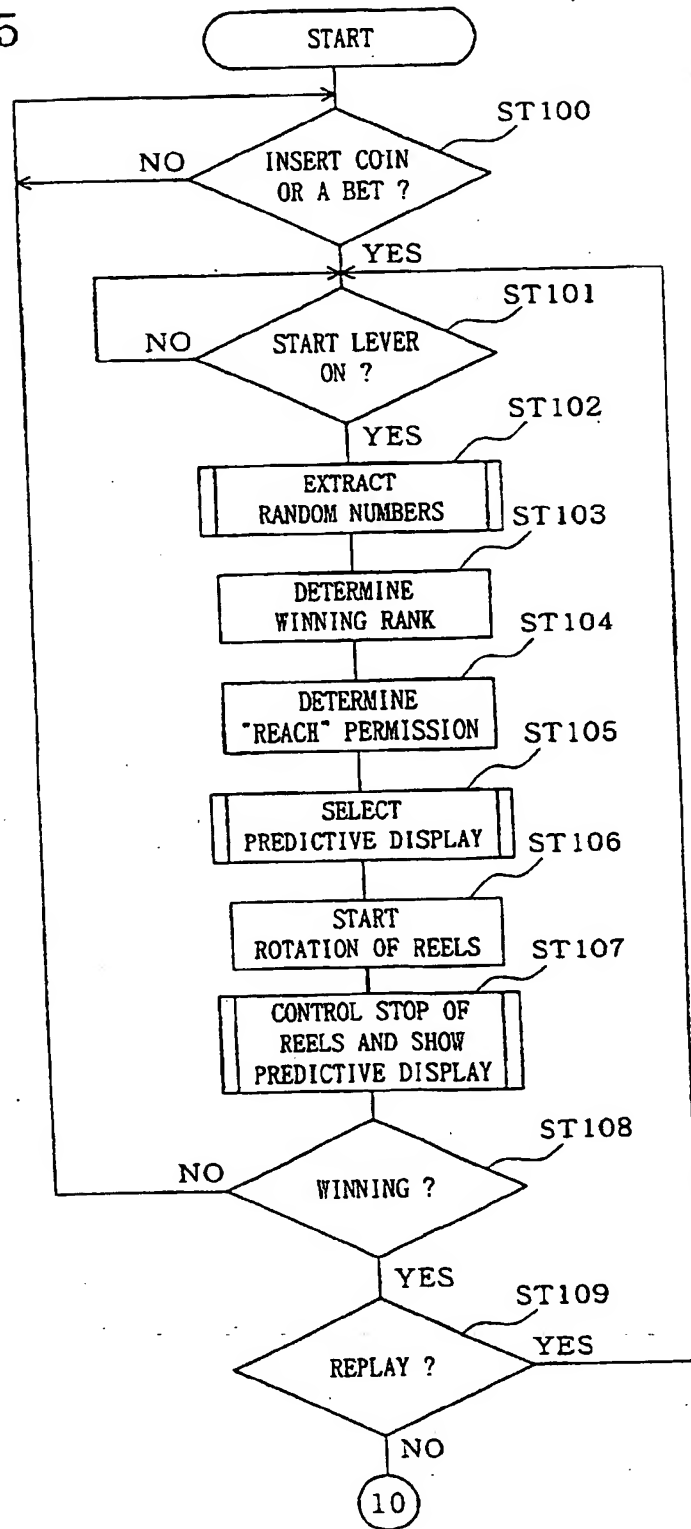 5
START
ST100
NO
INSERT COIN
OR A BET ?
YES
ST101
NO
START LEVER
ON ?
YES
ST102
EXTRACT
RANDOM NUMBERS
ST103
DETERMINE
WINNING RANK
ST104
DETERMINE
"REACH" PERMISSION
ST105
SELECT
PREDICTIVE DISPLAY
ST106
START
ROTATION OF REELS
ST107
CONTROL STOP OF
REELS AND SHOW
PREDICTIVE DISPLAY
ST108
NO
WINNING ?
YES
ST109
YES
REPLAY ?
NO
10